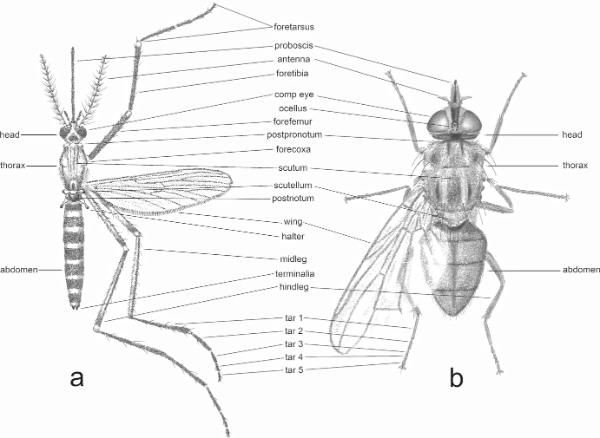 foretarsus
proboscis
antenna
foretibia
comp eye
ocellus
forefemur
head
postpronotum
head
forecoxa
thorax
scutum
thorax
scutellum
postnotum
wing
halter
midleg
abdomen
terminalia
abdomen
hindleg
tar 1
tar 2
tar 3
tar 4
tar 5
a
b